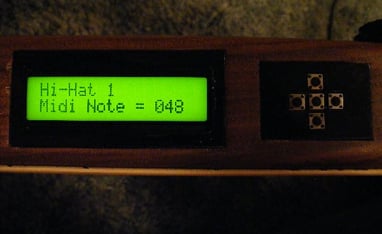 Hi-Hat 1
Midi Note = 048